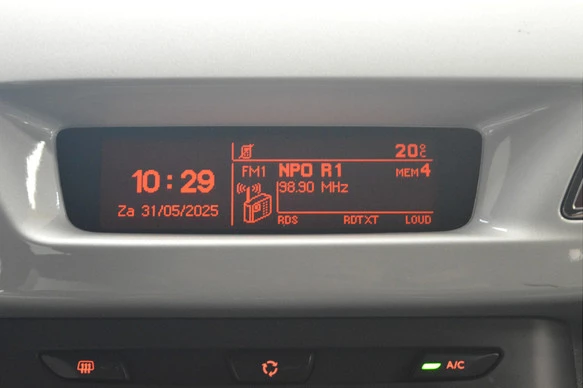 20°C
FM1 NPO R1 MEM4
98.90 MHz
10:29
Za 31/05/2025
RDS RDTXT LOUD
A/C